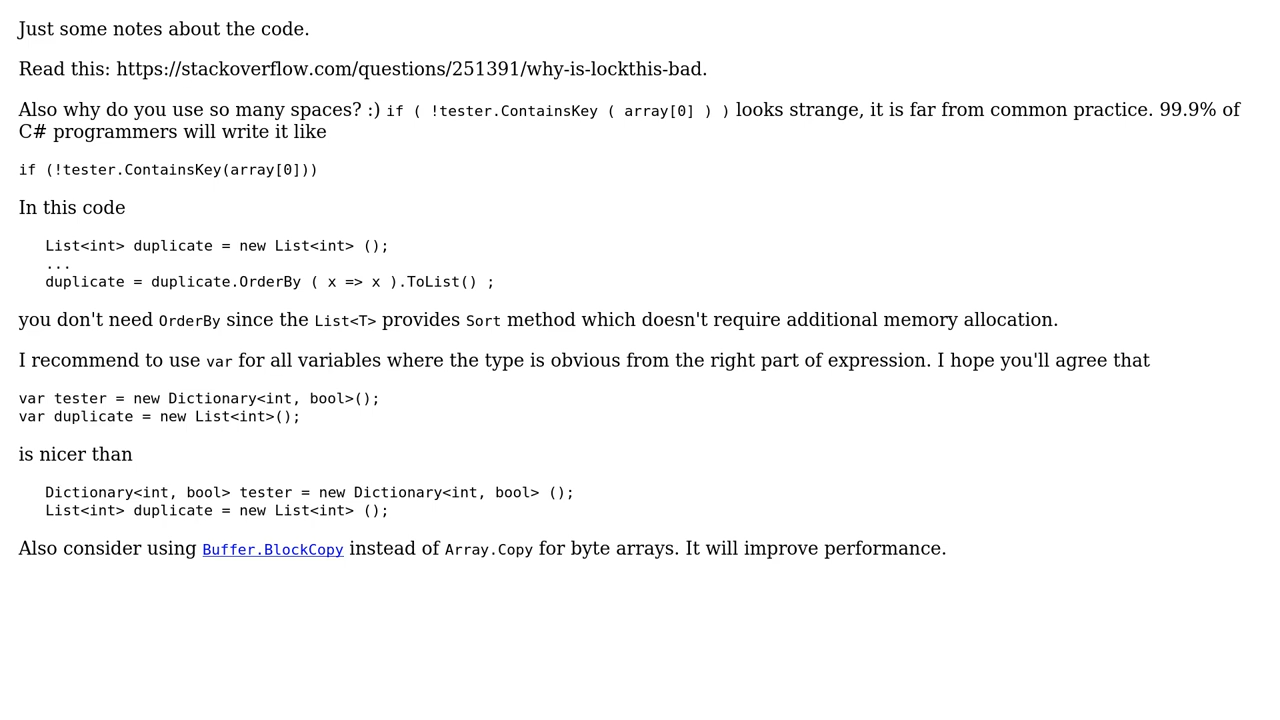 Just some notes about the code.
Read this: https://stackoverflow.com/questions/251391/why-is-lockthis-bad.
Also why do you use so many spaces? :) if ( !tester.ContainsKey ( array[0] ) ) looks strange, it is far from common practice. 99.9% of
C# programmers will write it like
if (!tester.ContainsKey(array[0]))
In this code
List<int> duplicate = new List<int> ();
...
duplicate = duplicate.OrderBy ( x => x ).ToList() ;
you don't need OrderBy since the List<T> provides Sort method which doesn't require additional memory allocation.
I recommend to use var for all variables where the type is obvious from the right part of expression. I hope you'll agree that
var tester = new Dictionary<int, bool>();
var duplicate = new List<int>();
is nicer than
Dictionary<int, bool> tester = new Dictionary<int, bool> ();
List<int> duplicate = new List<int> ();
Also consider using Buffer.BlockCopy instead of Array.Copy for byte arrays. It will improve performance.